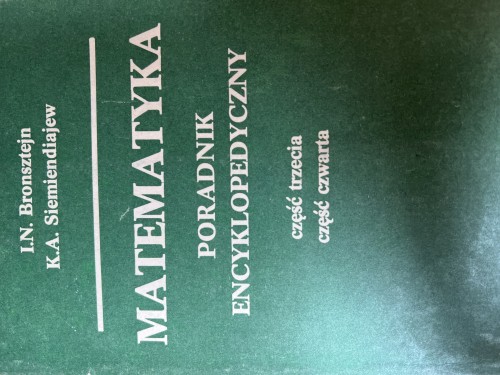 I.N. Bronsztejn
K.A. Siemiendiajew
MATEMATYKA
PORADNIK
ENCYKLOPEDYCZNY
część trzecia
część czwarta